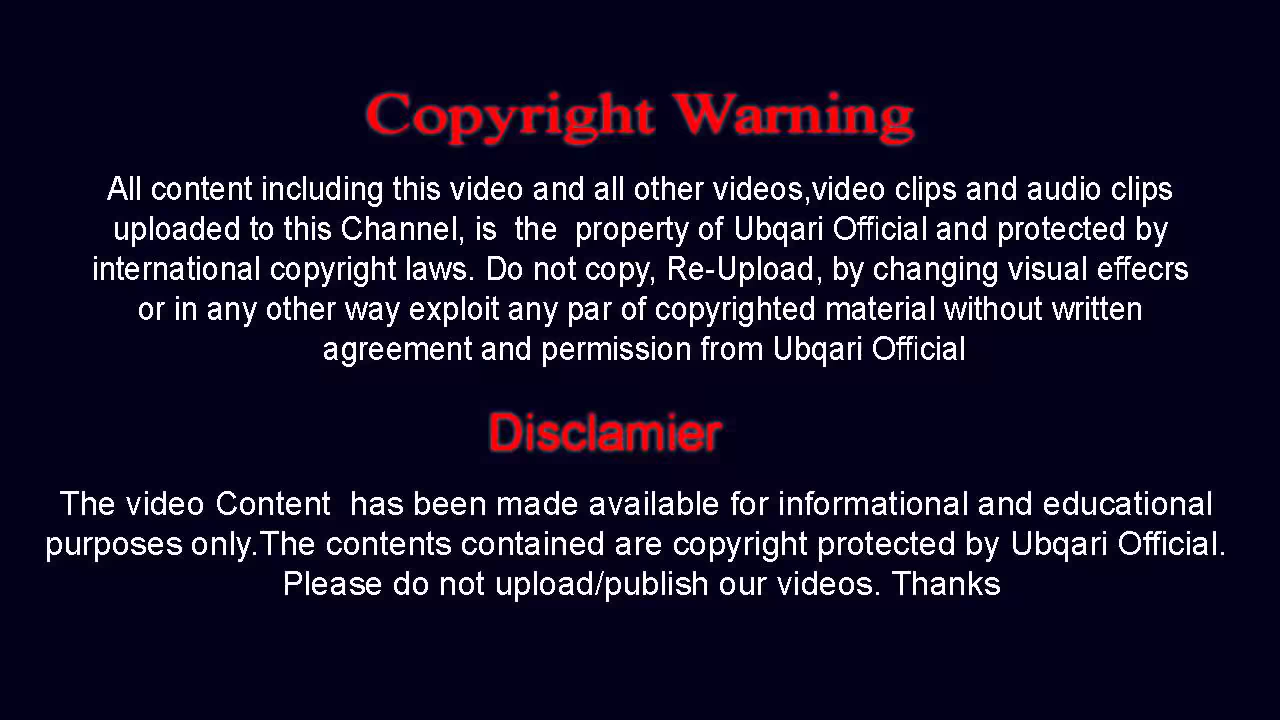 Copyright Warning
All content including this video and all other videos,video clips and audio clips
uploaded to this Channel, is  the  property of Ubqari Official and protected by
international copyright laws. Do not copy, Re-Upload, by changing visual effecrs
or in any other way exploit any par of copyrighted material without written
agreement and permission from Ubqari Official
Disclamier
The video Content  has been made available for informational and educational
purposes only.The contents contained are copyright protected by Ubqari Official.
Please do not upload/publish our videos. Thanks